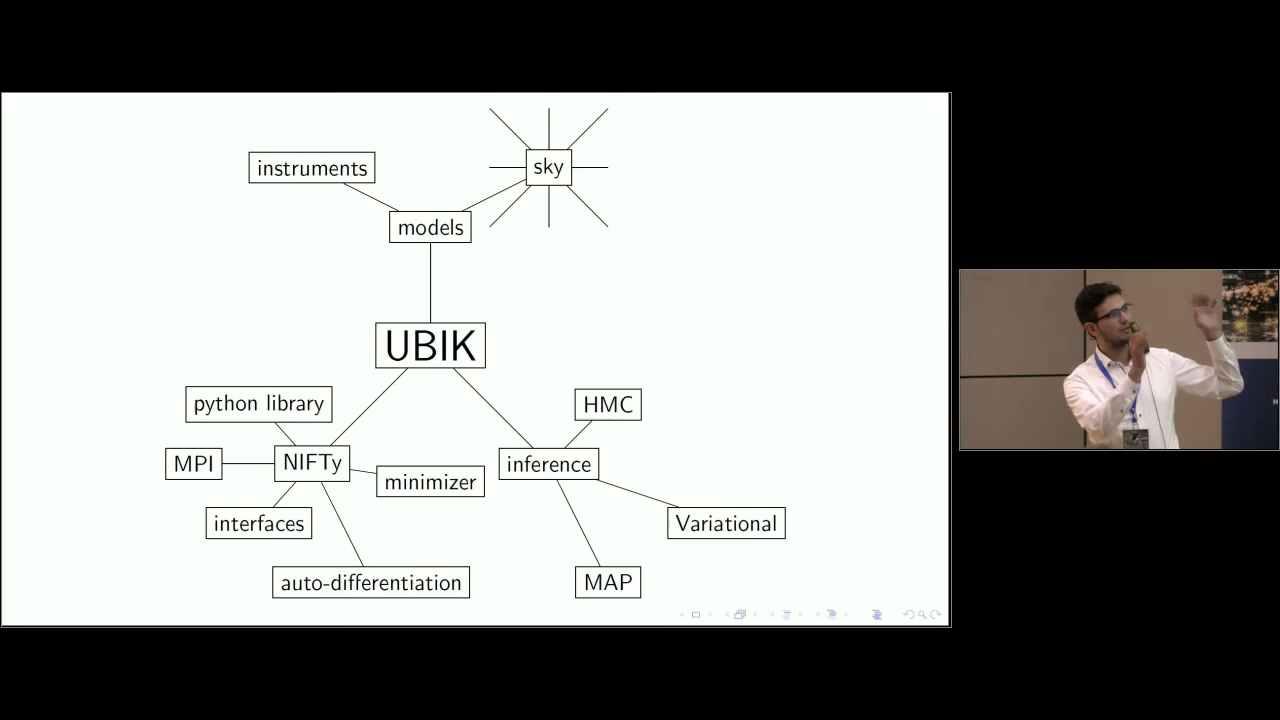 sky
instruments
models
UBIK
python library
HMC
MPI
NIFTy
inference
minimizer
interfaces
Variational
auto-differentiation
MAP
H